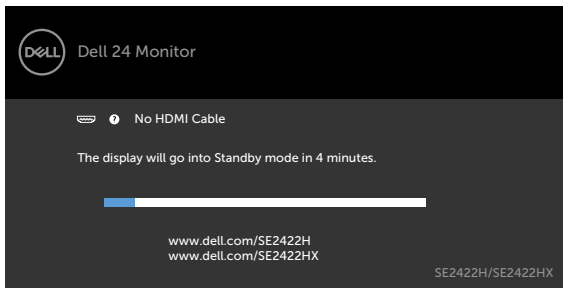 DELL
Dell 24 Monitor
? No HDMI Cable
The display will go into Standby mode in 4 minutes.
www.dell.com/SE2422H
www.dell.com/SE2422HX
SE2422H/SE2422HX